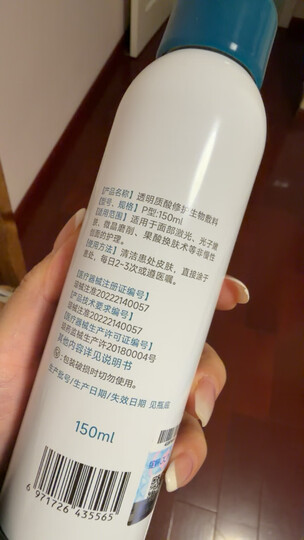 【产品名称】透明质酸修护生物敷料
【型号、规格】P型:150ml
【适用范围】适用于面部激光、光子嫩
肤、微晶磨削、果酸换肤术等非慢性
创面的护理。
【使用方法】清洁患处皮肤，直接涂于
患处，每日2~3次或遵医嘱。
【医疗器械注册证编号】
械注准20222140057
【产品技术要求编号】
械注准20222140057
【医疗器械生产许可证编号】
药监械生产许20180004号
其他内容详见说明书
:包装破损时切勿使用。
生产批号/生产日期/失效日期 见瓶底
150ml
6 971726 435565